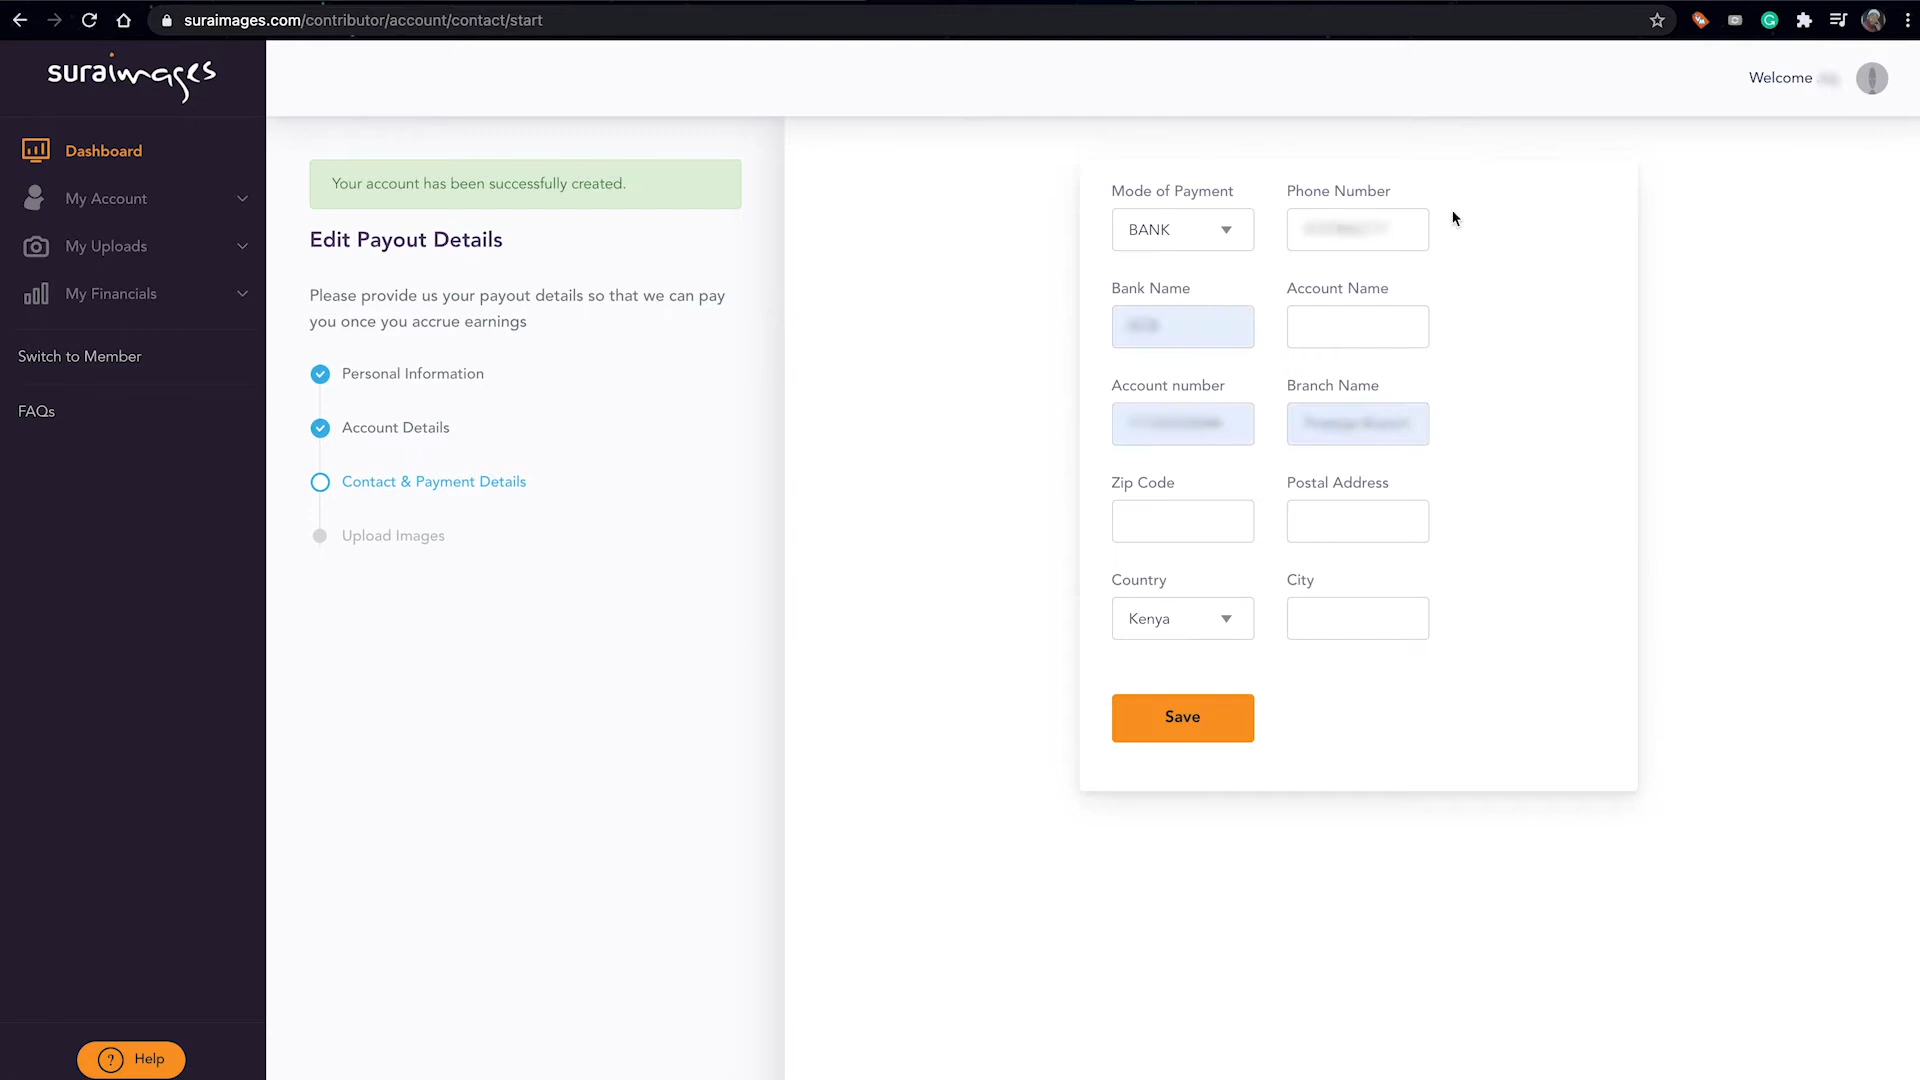 suraimages.com/contributor/account/contact/start
suraimages
Welcome
Dashboard
My Account
My Uploads
My Financials
Switch to Member
FAQs
Help
Your account has been successfully created.
Edit Payout Details
Please provide us your payout details so that we can pay
you once you accrue earnings
Personal Information
Account Details
Contact & Payment Details
Upload Images
Mode of Payment Phone Number
BANK
Bank Name Account Name
Account number Branch Name
Zip Code Postal Address
Country City
Kenya
Save